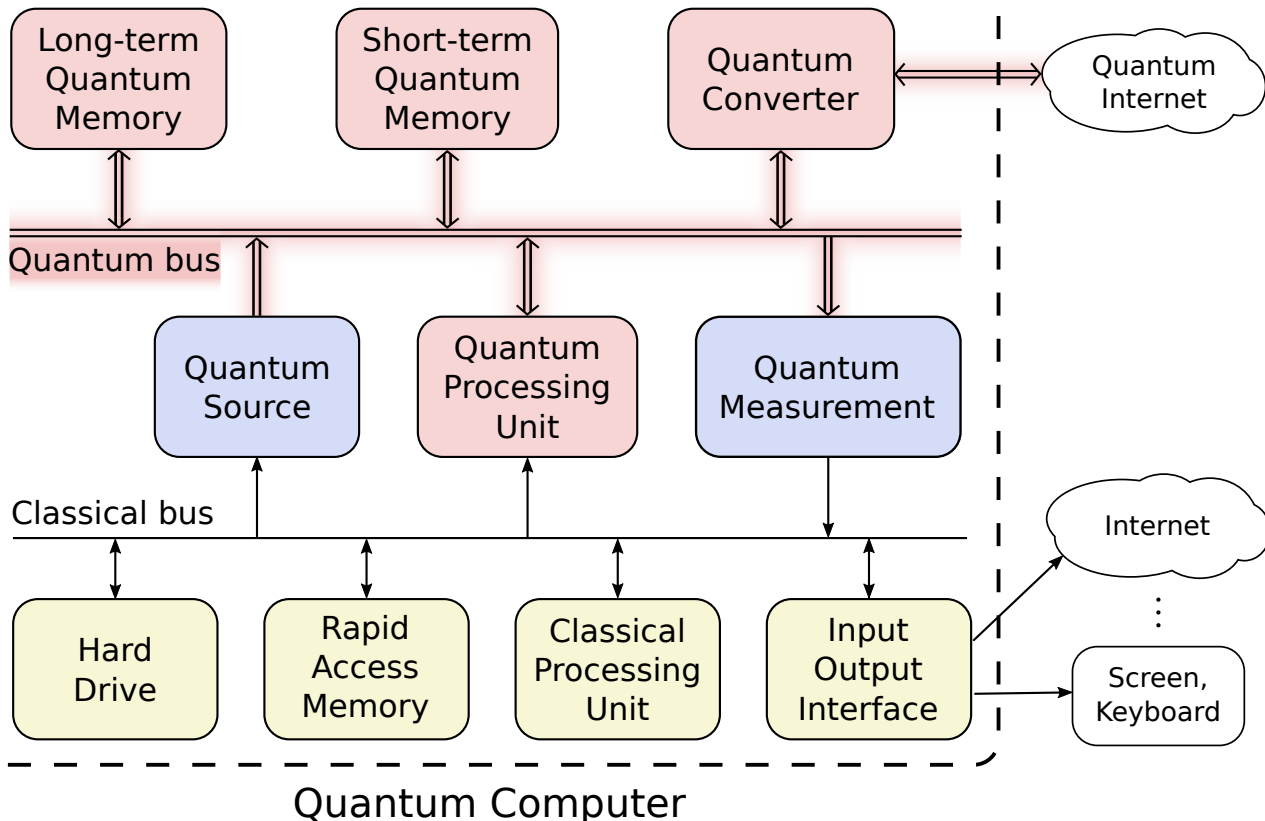 Long-term
Quantum
Memory
Short-term
Quantum
Memory
Quantum
Converter
Quantum
Internet
Quantum bus
Quantum
Source
Quantum
Processing
Unit
Quantum
Measurement
Classical bus
Internet
Hard
Drive
Rapid
Access
Memory
Classical
Processing
Unit
Input
Output
Interface
Screen,
Keyboard
Quantum Computer